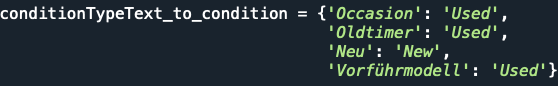 conditionTypeText_to_condition = {'Occasion': 'Used',
'Oldtimer': 'Used',
'Neu': 'New',
'Vorführmodell': 'Used'}